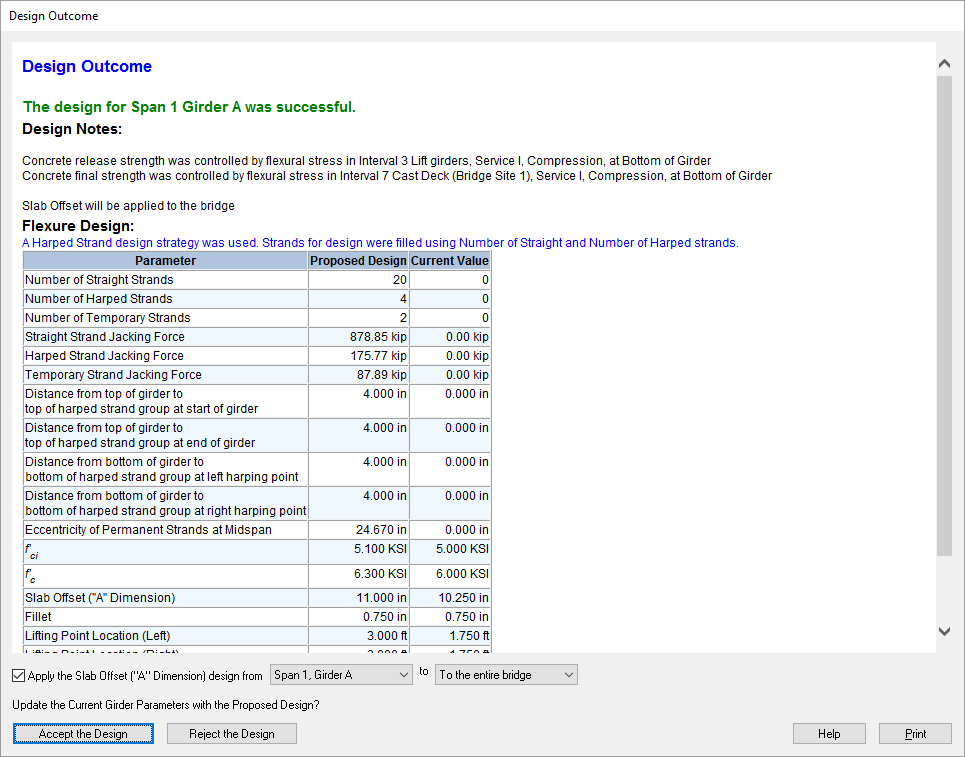 Design Outcome
Design Outcome
The design for Span 1 Girder A was successful.
Design Notes:
Concrete release strength was controlled by flexural stress in Interval 3 Lift girders, Service I, Compression, at Bottom of Girder
Concrete final strength was controlled by flexural stress in Interval 7 Cast Deck (Bridge Site 1), Service I, Compression, at Bottom of Girder
Slab Offset will be applied to the bridge
Flexure Design:
A Harped Strand design strategy was used. Strands for design were filled using Number of Straight and Number of Harped strands.
Parameter Proposed Design Current Value
Number of Straight Strands 20 0
Number of Harped Strands 4 0
Number of Temporary Strands 2 0
Straight Strand Jacking Force 878.85 kip 0.00 kip
Harped Strand Jacking Force 175.77 kip 0.00 kip
Temporary Strand Jacking Force 87.89 kip 0.00 kip
Distance from top of girder to 4.000 in 0.000 in
top of harped strand group at start of girder
Distance from top of girder to 4.000 in 0.000 in
top of harped strand group at end of girder
Distance from bottom of girder to 4.000 in 0.000 in
bottom of harped strand group at left harping point
Distance from bottom of girder to 4.000 in 0.000 in
bottom of harped strand group at right harping point
Eccentricity of Permanent Strands at Midspan 24.670 in 0.000 in
f'ci 5.100 KSI 5.000 KSI
f'c 6.300 KSI 6.000 KSI
Slab Offset ("A" Dimension) 11.000 in 10.250 in
Fillet 0.750 in 0.750 in
Lifting Point Location (Left) 3.000 ft 1.750 ft
Lifting Point Location (Right) 3.000 ft 1.750 ft
Apply the Slab Offset ("A" Dimension) design from Span 1, Girder A to To the entire bridge
Update the Current Girder Parameters with the Proposed Design?
Accept the Design Reject the Design Help Print